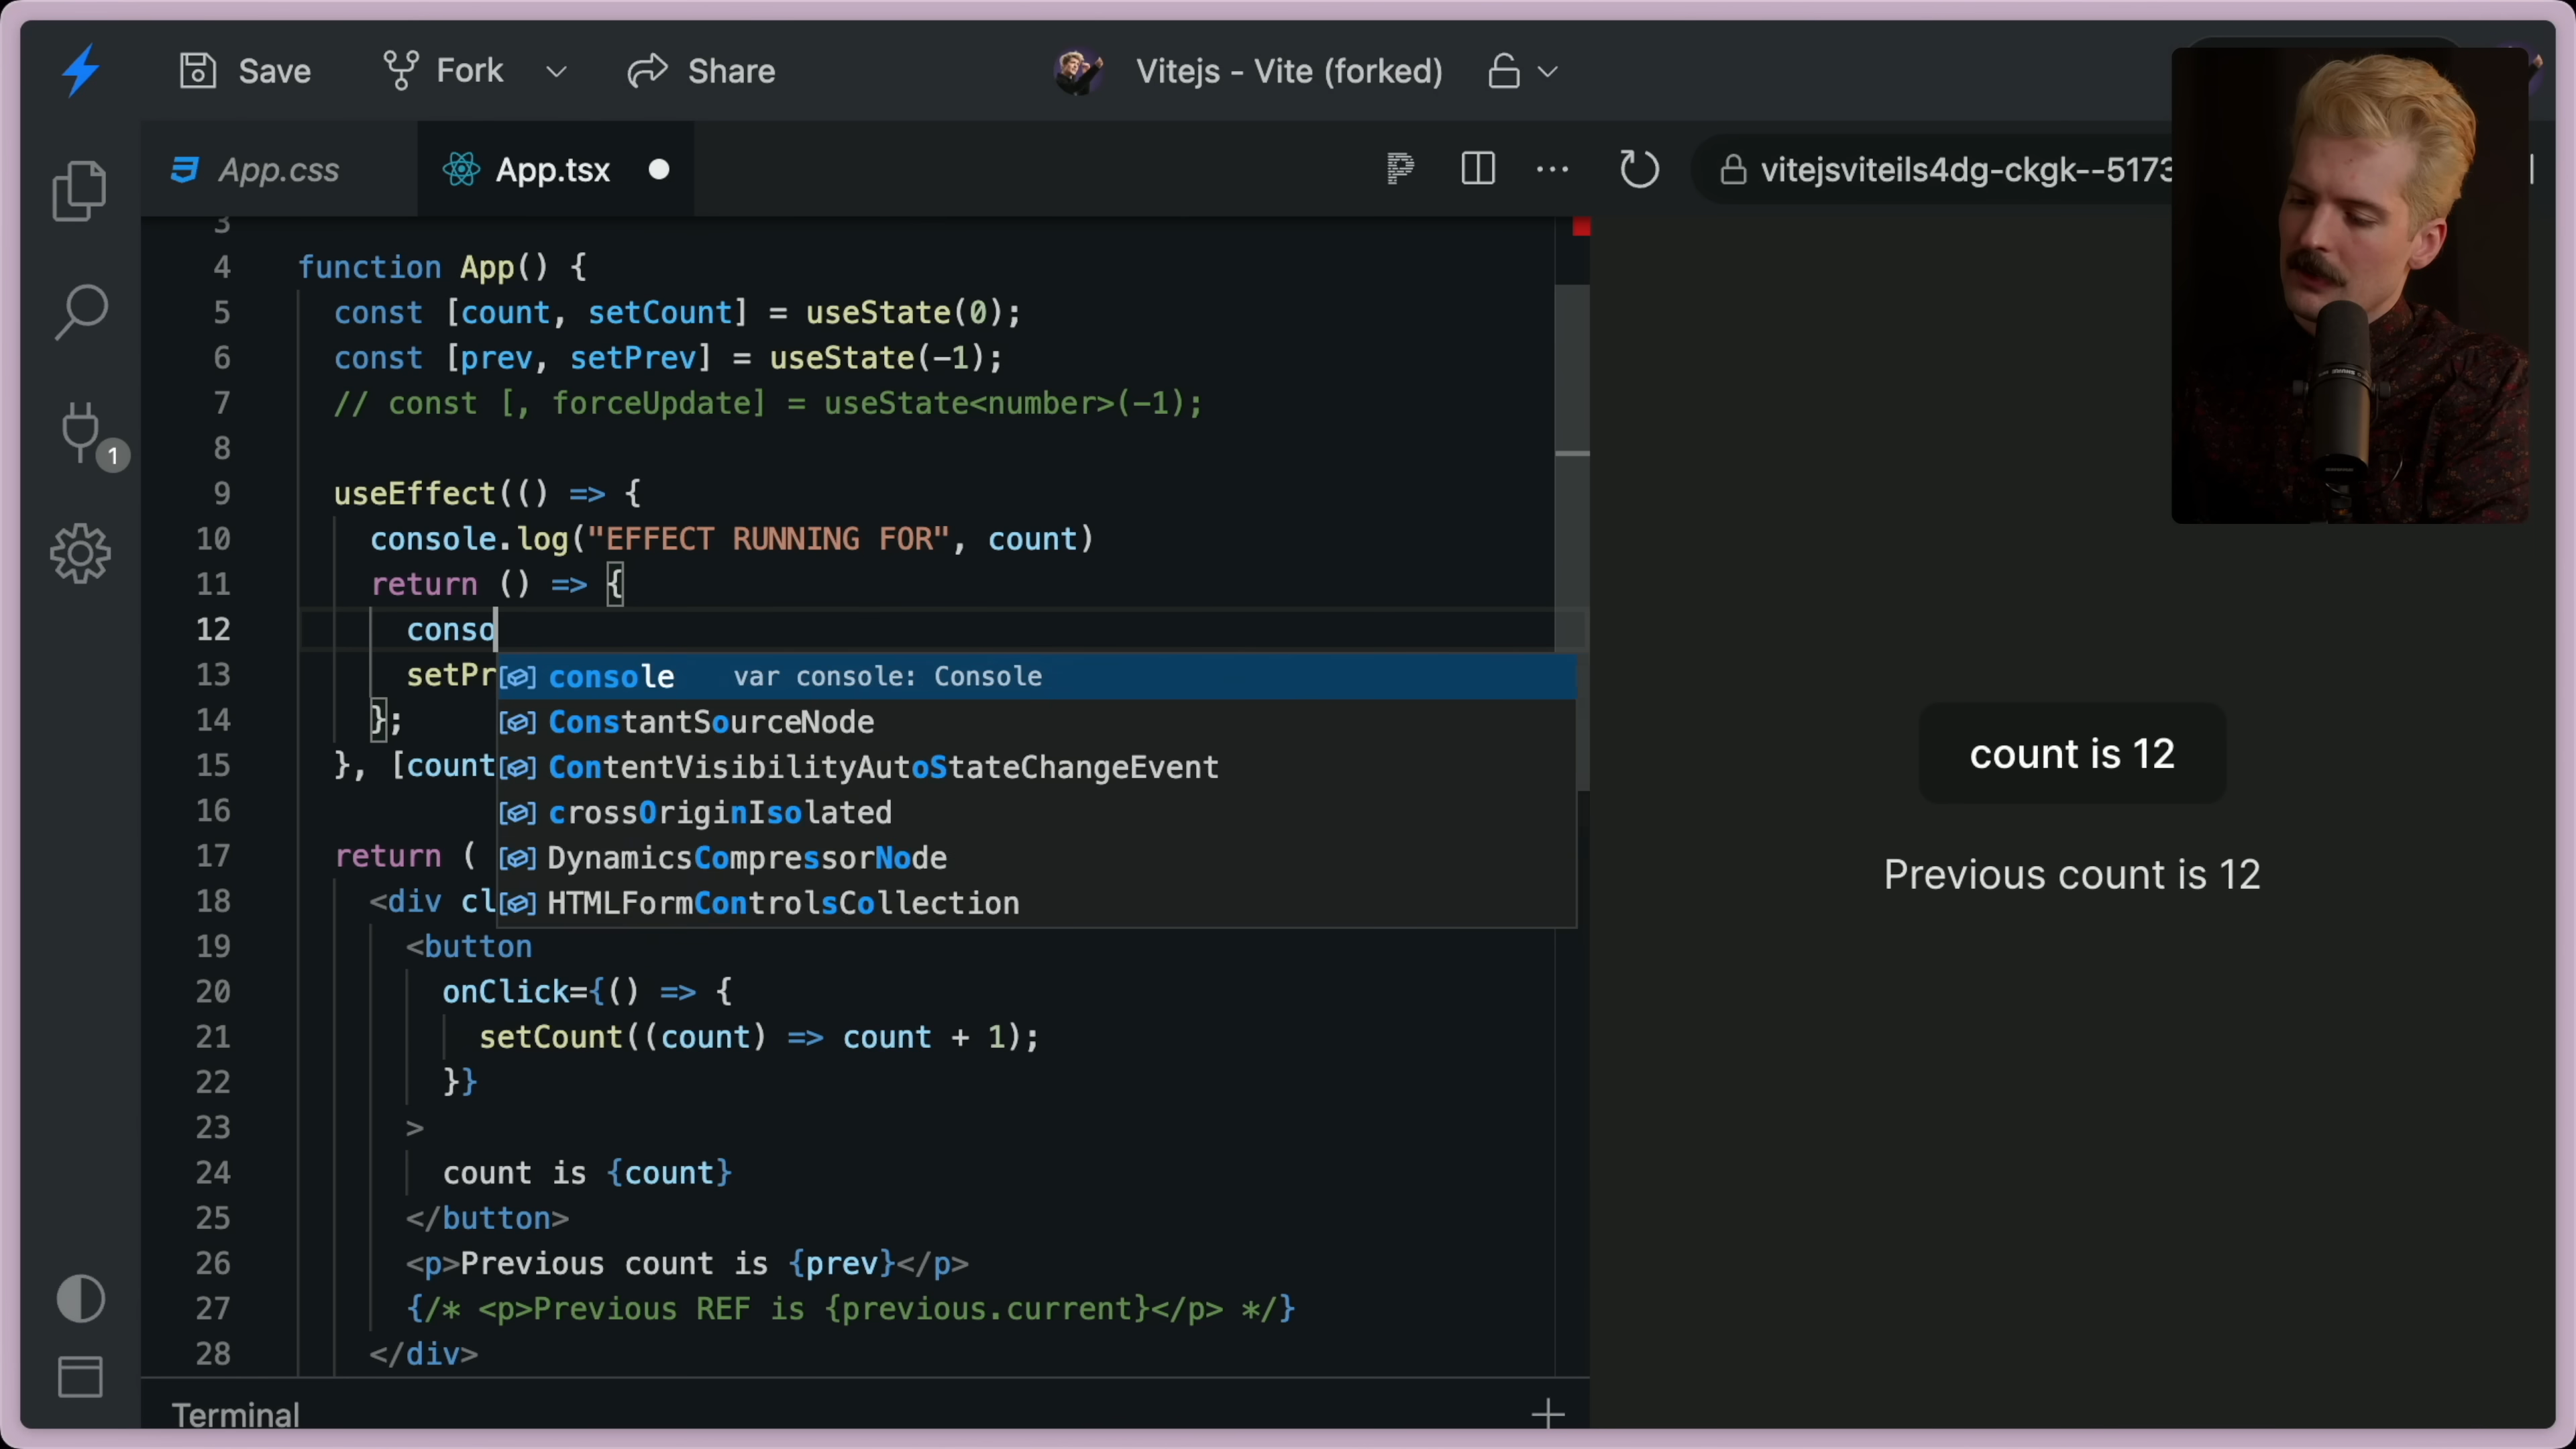 Save
Fork
Share
Vitejs - Vite (forked)
App.css
App.tsx
vitejsviteils4dg-ckgk--5173
1
3
4 function App() {
5 const [count, setCount] = useState(0);
6 const [prev, setPrev] = useState(-1);
7 // const [, forceUpdate] = useState<number>(-1);
8
9 useEffect(() => {
10 console.log("EFFECT RUNNING FOR", count)
11 return () => {
12 conso
13 setPr
14 };
15 }, [count
16
17 return (
18 <div cl
19 <button
20 onClick={() => {
21 setCount((count) => count + 1);
22 }}
23 >
24 count is {count}
25 </button>
26 <p>Previous count is {prev}</p>
27 {/* <p>Previous REF is {previous.current}</p> */}
28 </div>
console var console: Console
ConstantSourceNode
ContentVisibilityAutoStateChangeEvent
crossOriginIsolated
DynamicsCompressorNode
HTMLFormControlsCollection
Terminal
count is 12
Previous count is 12